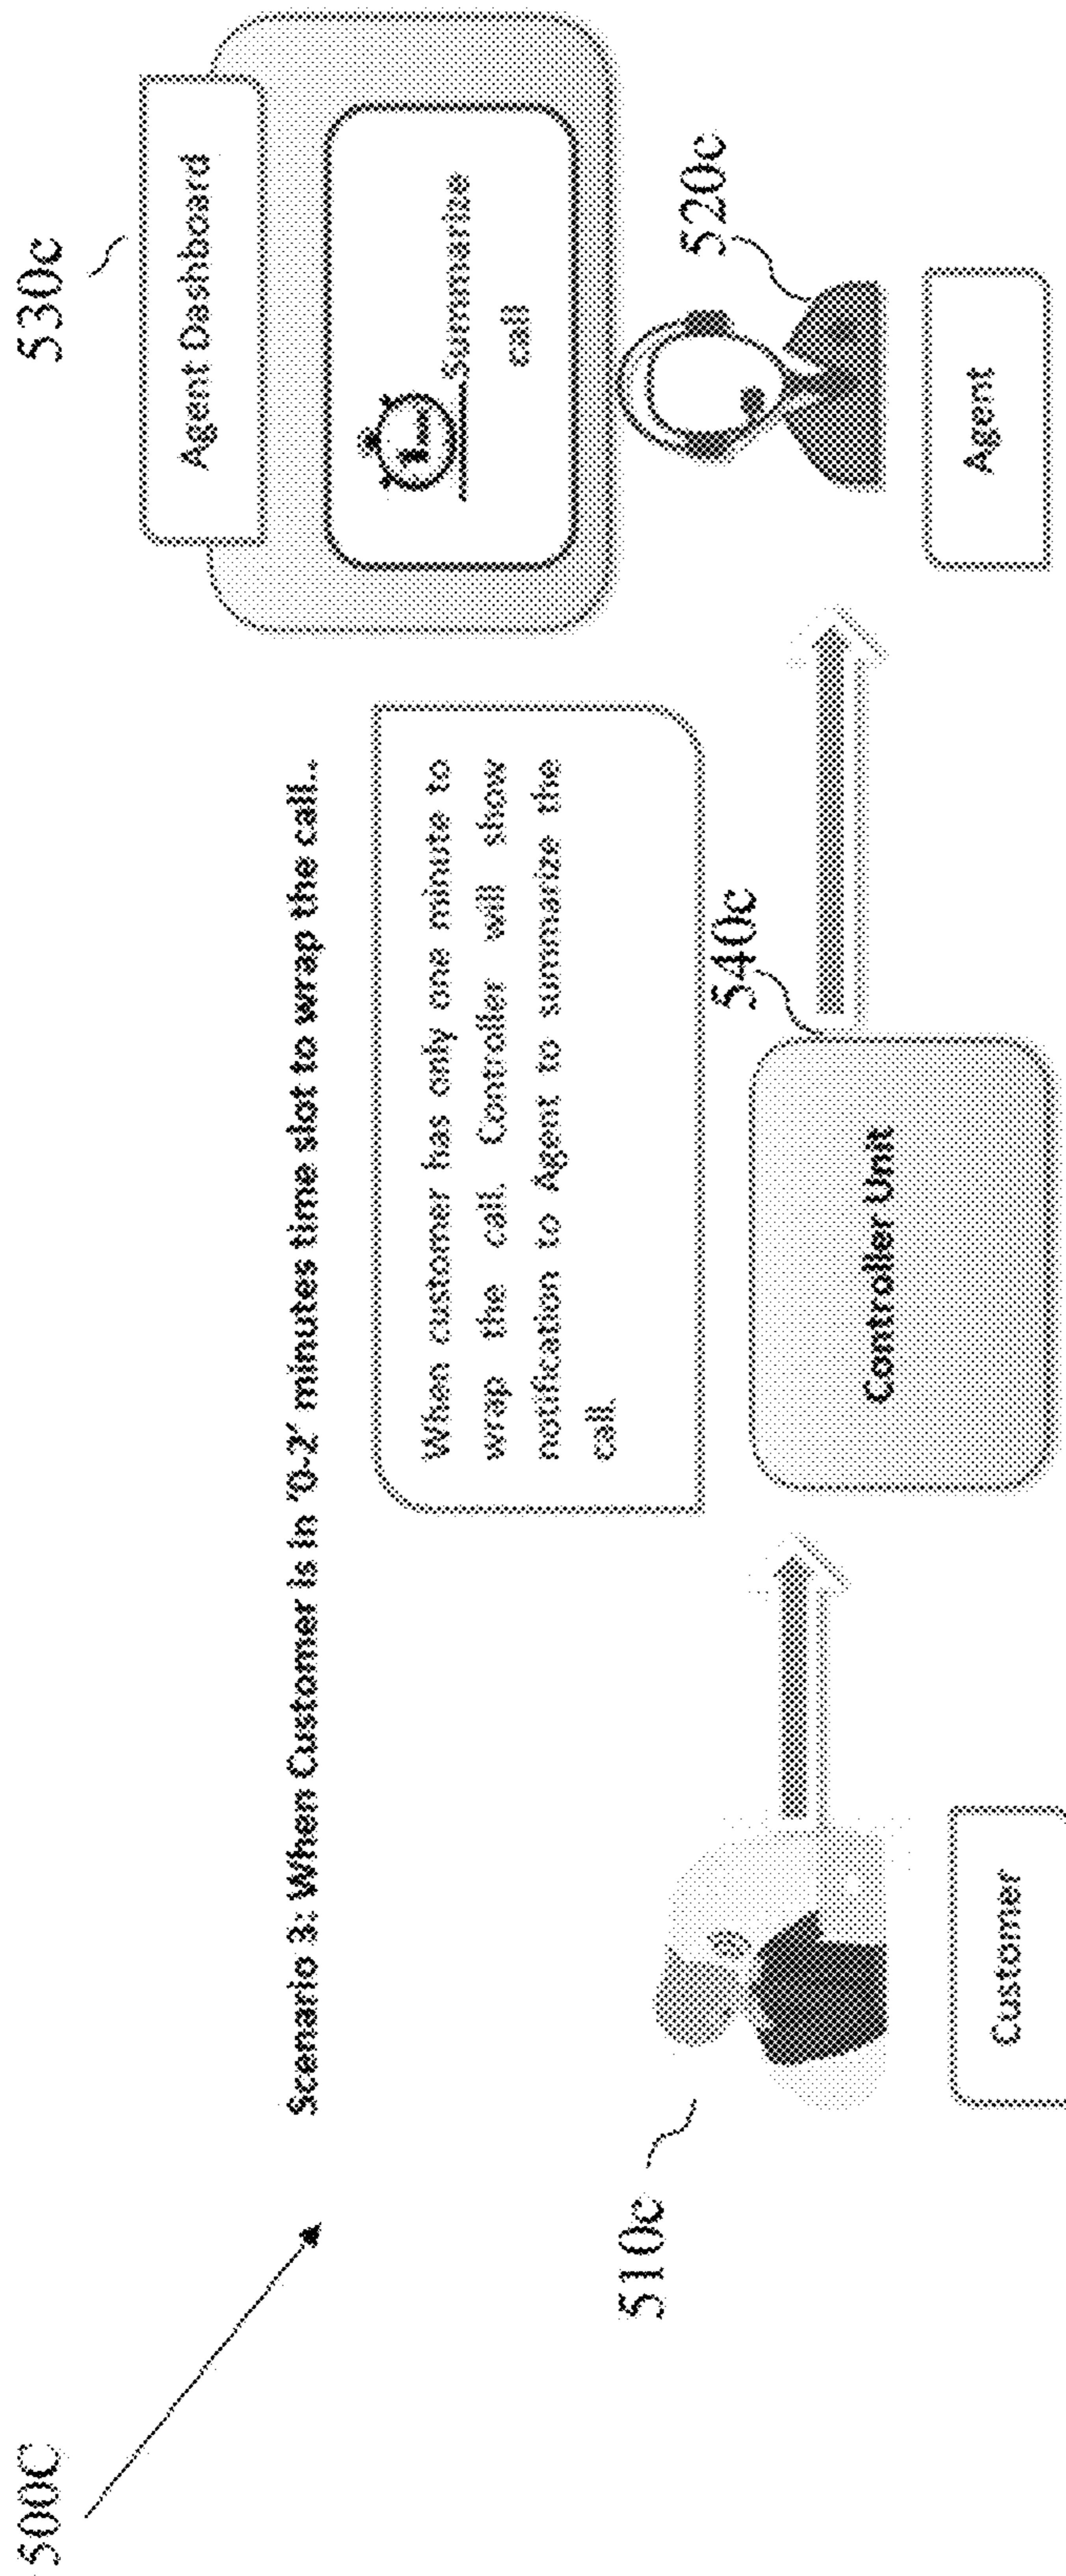 500C
Scenario 3: When Customer is in '0-2' minutes time slot to wrap the call..
530c
Agent Dashboard
Summarize
call
When customer has only one minute to
wrap the call. Controller will show
notification to Agent to summarize the
call.
510c
540c
520c
Controller Unit
Customer
Agent